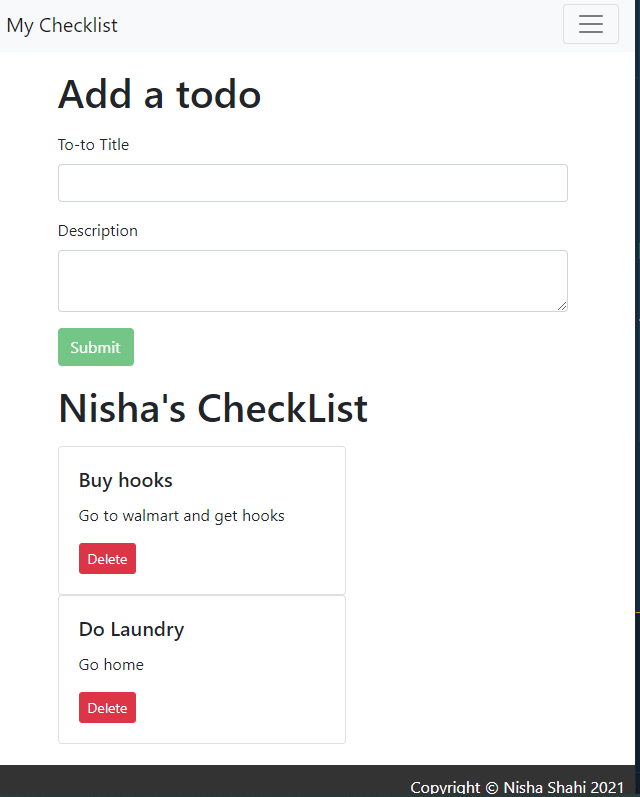 My Checklist
Add a todo
To-to Title
Description
Submit
Nisha's CheckList
Buy hooks
Go to walmart and get hooks
Delete
Do Laundry
Go home
Delete
Copyright © Nisha Shahi 2021